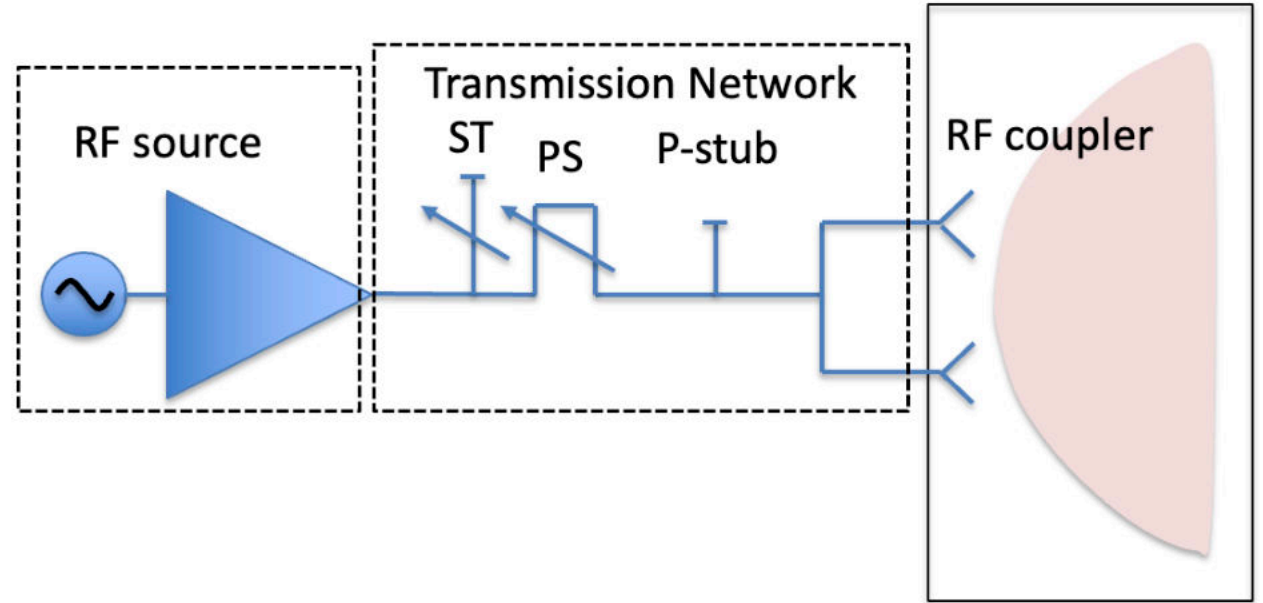 RF source
Transmission Network
ST
PS
P-stub
RF coupler